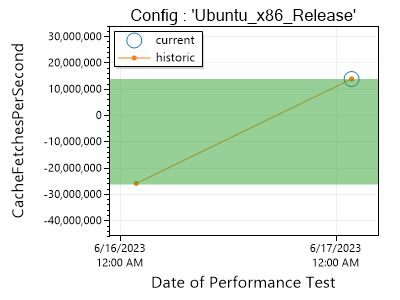 Config : 'Ubuntu_x86_Release'
current
historic
30,000,000
20,000,000
10,000,000
0
-10,000,000
-20,000,000
-30,000,000
-40,000,000
CacheFetchesPerSecond
6/16/2023
12:00 AM
6/17/2023
12:00 AM
Date of Performance Test